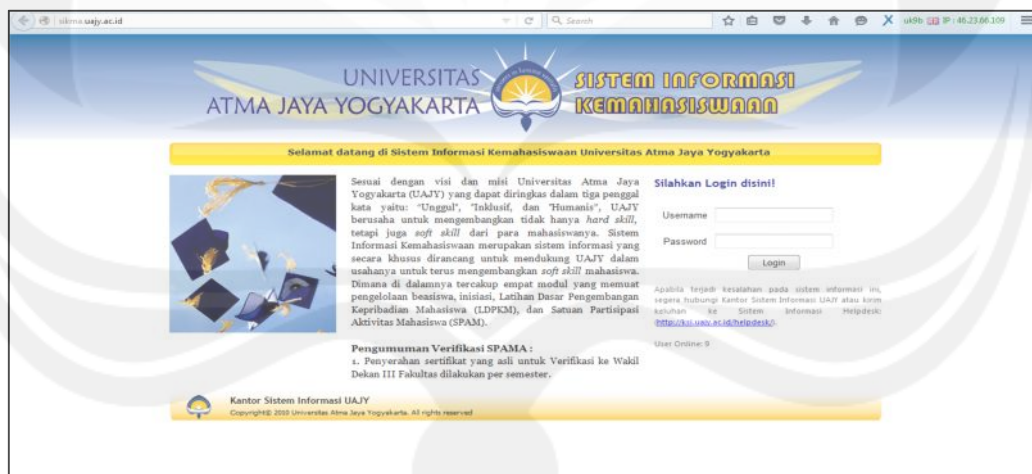 sikma.uajy.ac.id
Search
uk9b IP : 46.23.66.109
UNIVERSITAS
ATMA JAYA YOGYAKARTA
SISTEM INFORMASI
KEMAHASISWAAN
Selamat datang di Sistem Informasi Kemahasiswaan Universitas Atma Jaya Yogyakarta
Sesuai dengan visi dan misi Universitas Atma Jaya
Yogyakarta (UAJY) yang dapat diringkas dalam tiga penggal
kata yaitu: "Unggul", "Inklusif, dan "Humanis", UAJY
berusaha untuk mengembangkan tidak hanya hard skill,
tetapi juga soft skill dari para mahasiswanya. Sistem
Informasi Kemahasiswaan merupakan sistem informasi yang
secara khusus dirancang untuk mendukung UAJY dalam
usahanya untuk terus mengembangkan soft skill mahasiswa.
Dimana di dalamnya tercakup empat modul yang memuat
pengelolaan beasiswa, inisiasi, Latihan Dasar Pengembangan
Kepribadian Mahasiswa (LDPKM), dan Satuan Partisipasi
Aktivitas Mahasiswa (SPAM).
Pengumuman Verifikasi SPAMA :
1. Penyerahan sertifikat yang asli untuk Verifikasi ke Wakil
Dekan III Fakultas dilakukan per semester.
Silahkan Login disini!
Username
Password
Login
Apabila terjadi kesalahan pada sistem informasi ini,
segera hubungi Kantor Sistem Informasi UAJY atau kirim
keluhan ke Sistem Informasi Helpdesk
(http://ksi.uajy.ac.id/helpdesk/).
User Online: 9
Kantor Sistem Informasi UAJY
Copyright© 2010 Universitas Atma Jaya Yogyakarta. All rights reserved